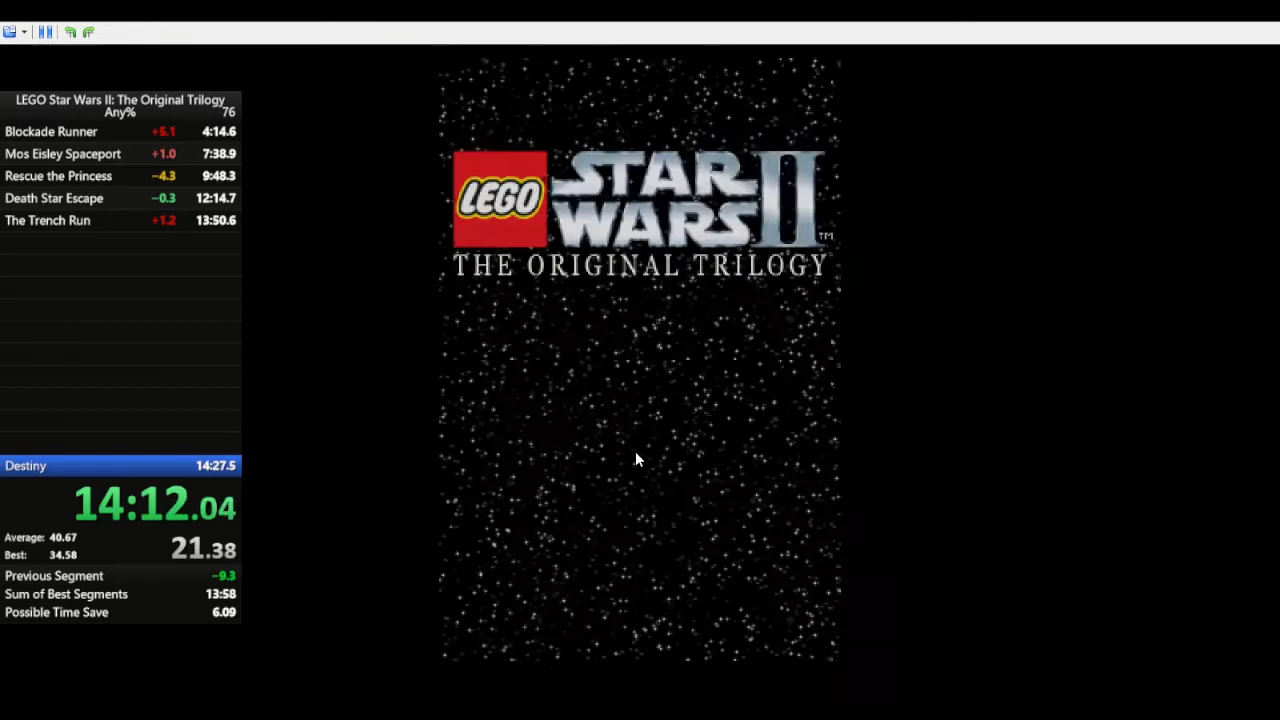 LEGO Star Wars II: The Original Trilogy
Any% 76
Blockade Runner +5.1 4:14.6
Mos Eisley Spaceport +1.0 7:38.9
Rescue the Princess −4.3 9:48.3
Death Star Escape −0.3 12:14.7
The Trench Run +1.2 13:50.6
Destiny 14:27.5
14:12.04
Average: 40.67
Best: 34.58
21.38
Previous Segment −9.3
Sum of Best Segments 13:58
Possible Time Save 6.09
LEGO
STAR WARS II ™
THE ORIGINAL TRILOGY